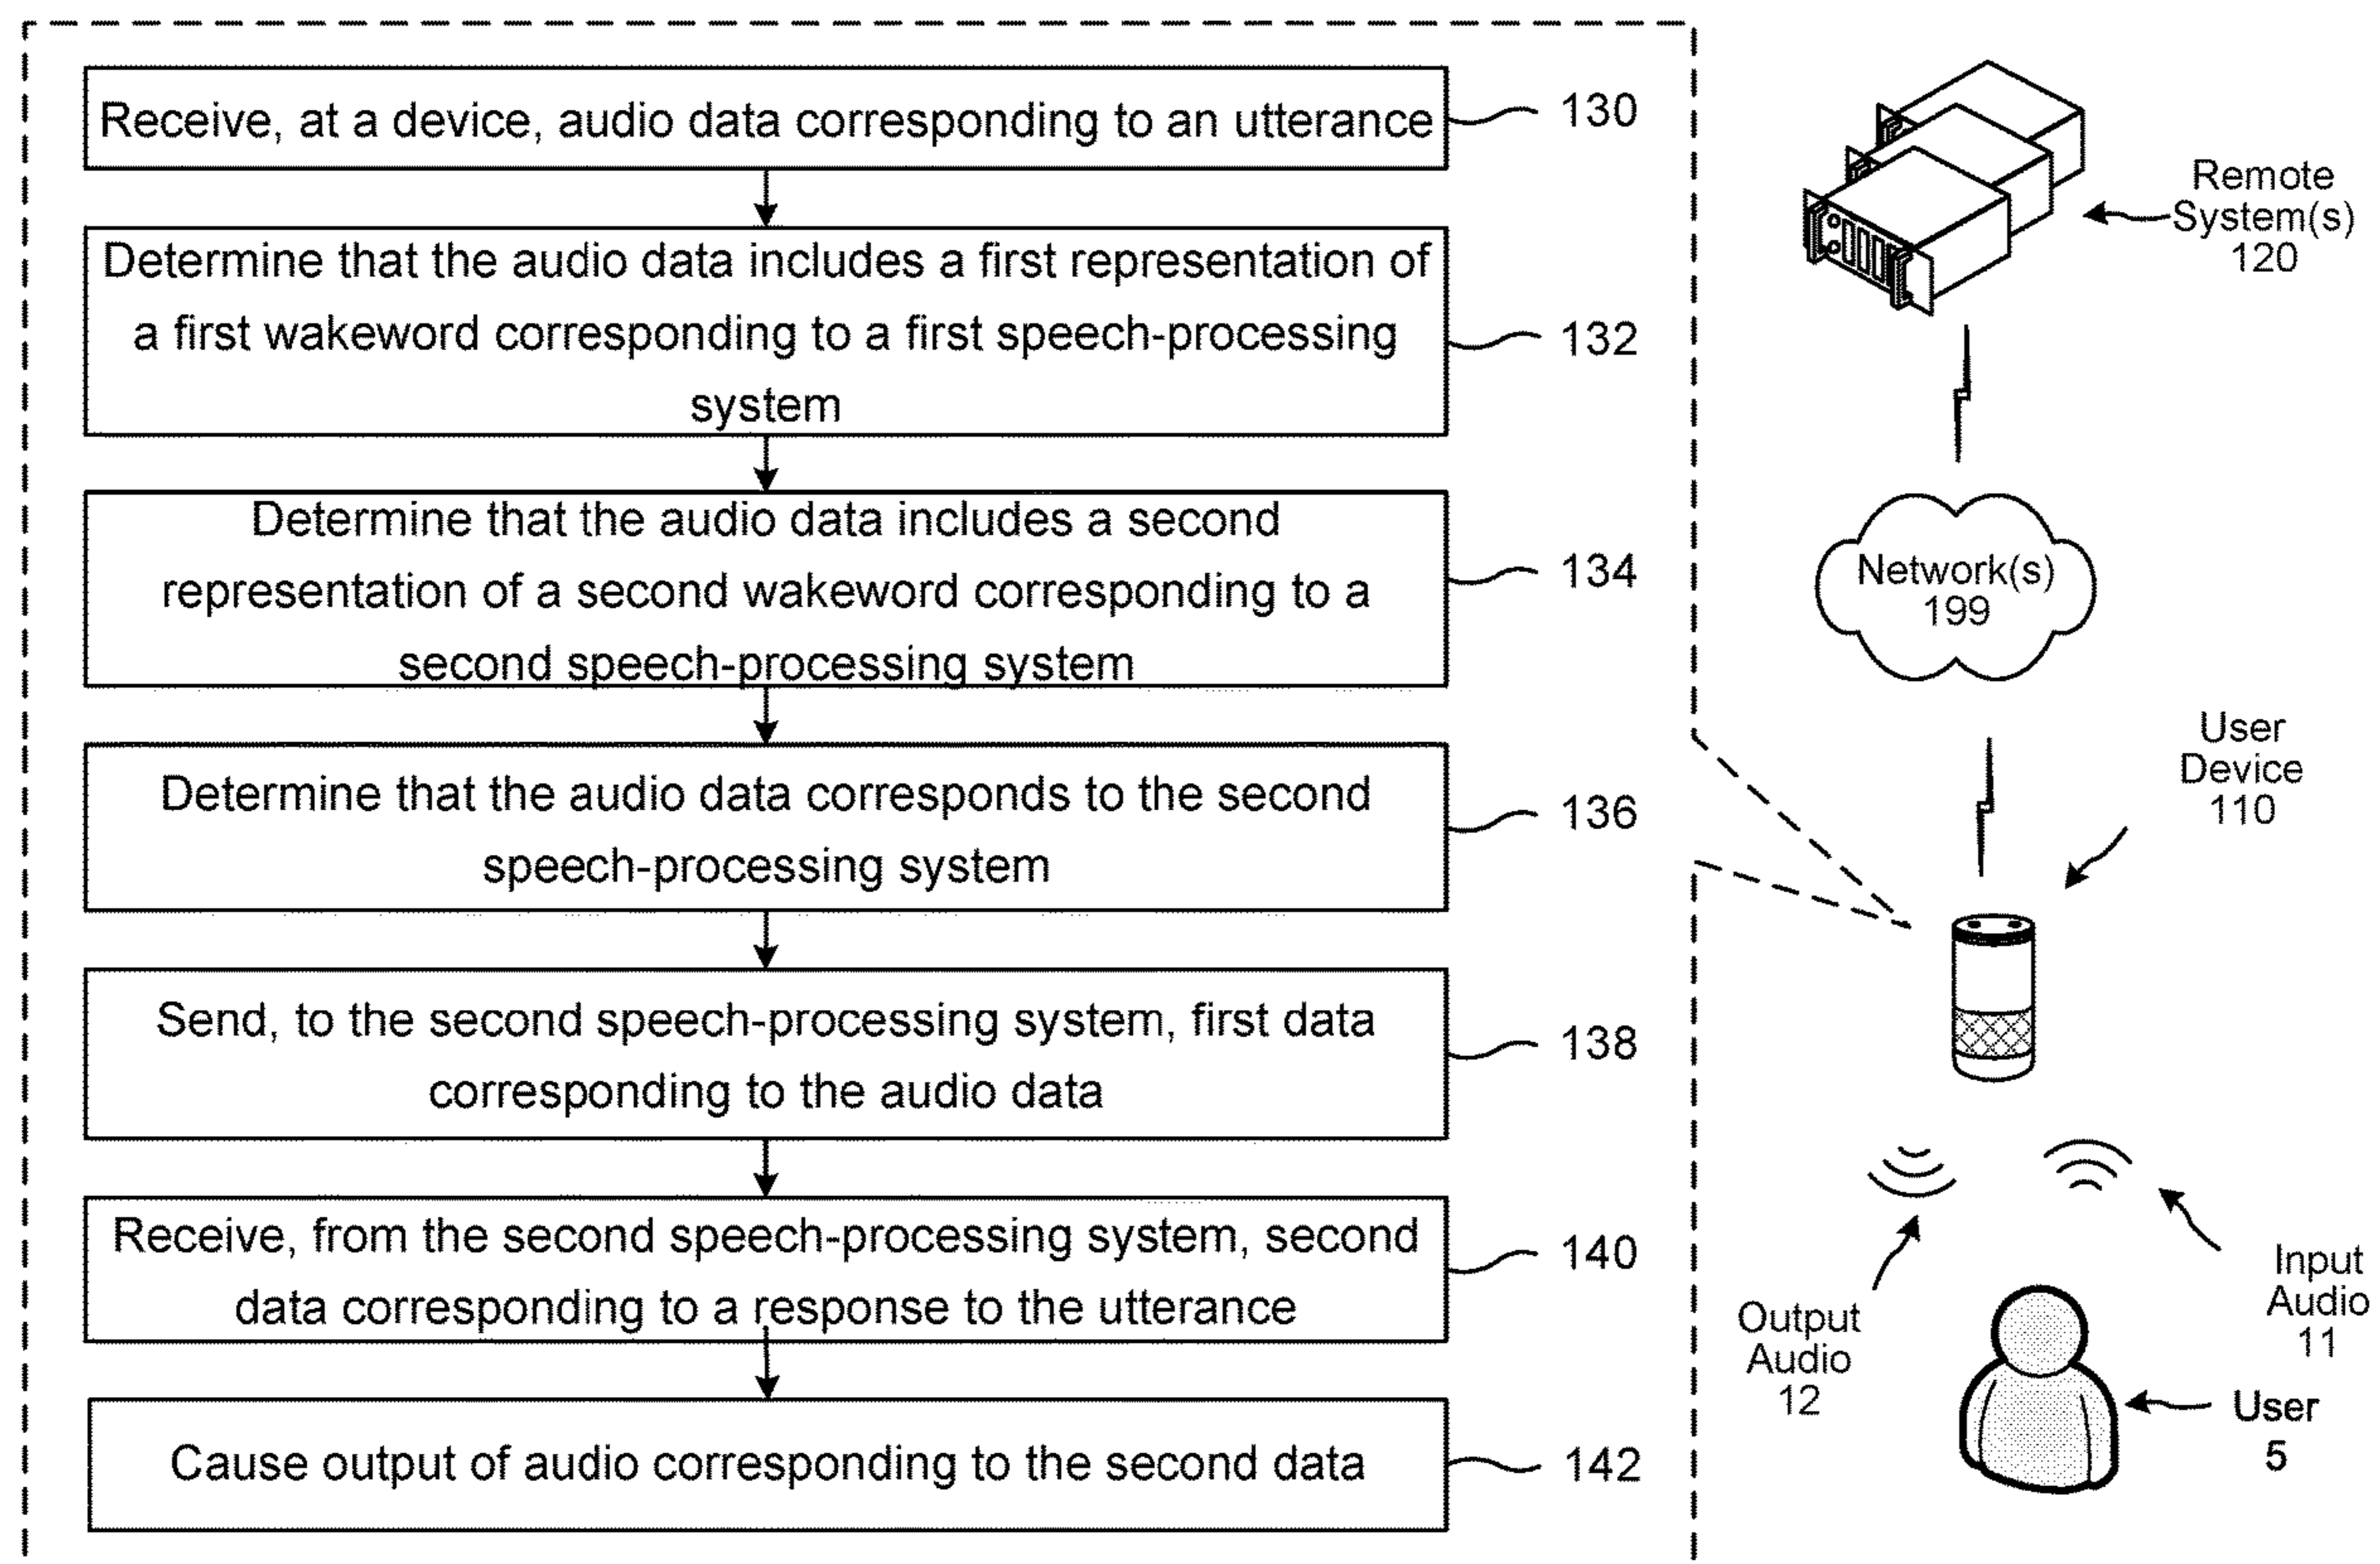 Receive, at a device, audio data corresponding to an utterance
130
Determine that the audio data includes a first representation of
a first wakeword corresponding to a first speech-processing
system
132
Determine that the audio data includes a second
representation of a second wakeword corresponding to a
second speech-processing system
134
Determine that the audio data corresponds to the second
speech-processing system
136
Send, to the second speech-processing system, first data
corresponding to the audio data
138
Receive, from the second speech-processing system, second
data corresponding to a response to the utterance
140
Cause output of audio corresponding to the second data
142
Remote
System(s)
120
Network(s)
199
User
Device
110
Input
Audio
11
Output
Audio
12
User
5